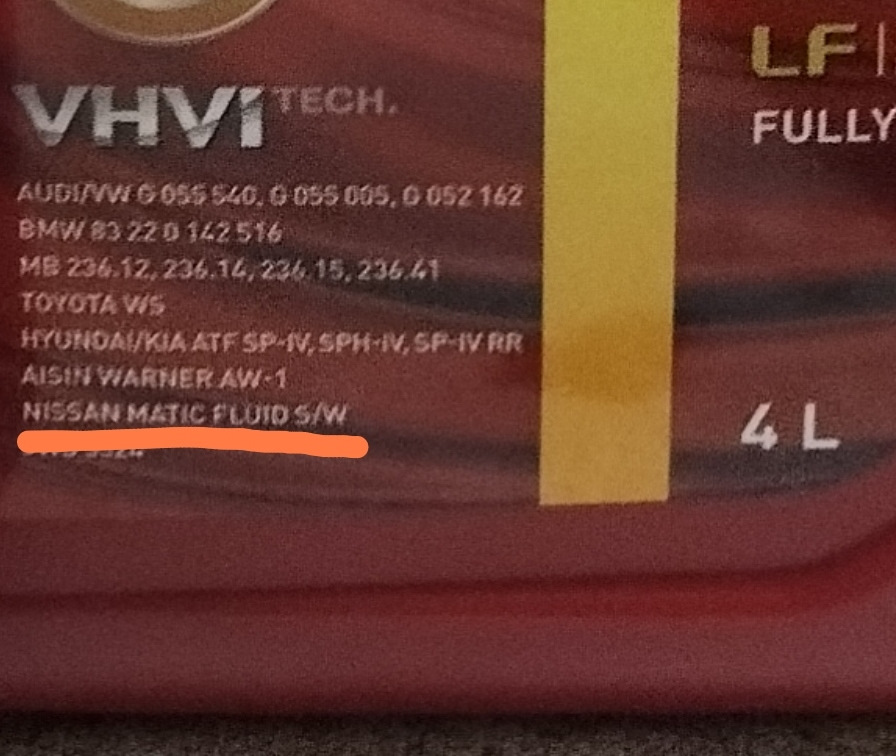 VHVI TECH.
AUDI/VW G 055 540, G 055 005, G 052 162
BMW 83 22 0 142 516
MB 236.12, 236.14, 236.15, 236.41
TOYOTA WS
HYUNDAI/KIA ATF SP-IV, SPH-IV, SP-IV RR
AISIN WARNER AW-1
NISSAN MATIC FLUID S/W
LF
FULLY
4 L